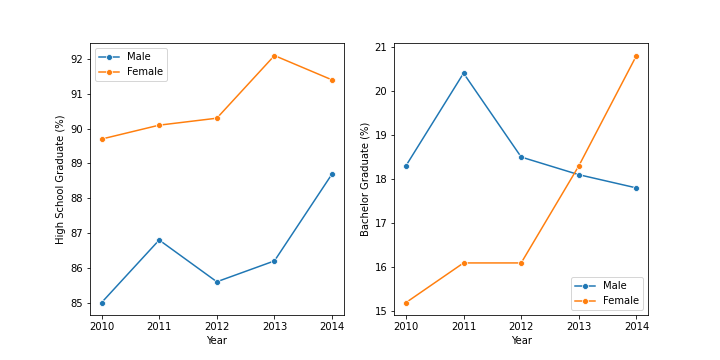 High School Graduate (%)
92
91
90
89
88
87
86
85
Male
Female
2010 2011 2012 2013 2014
Year
Bachelor Graduate (%)
21
20
19
18
17
16
15
Male
Female
2010 2011 2012 2013 2014
Year